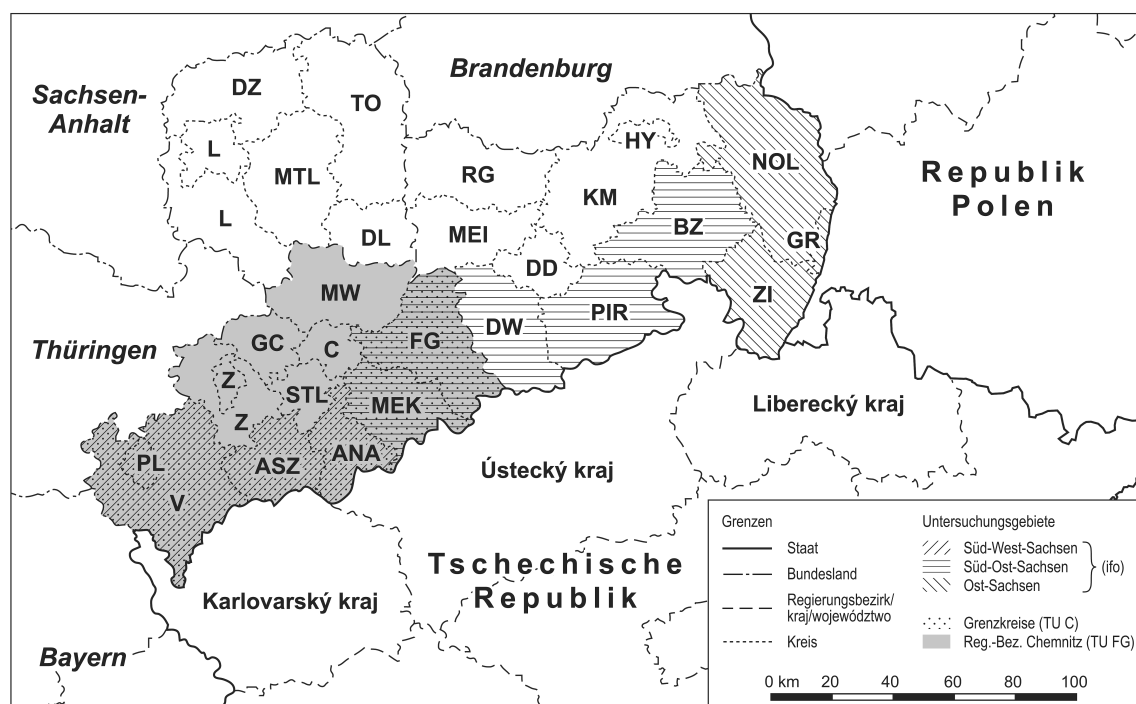 Brandenburg
DZ
TO
Sachsen-
Anhalt
HY
L
NOL
MTL
RG
Republik
Polen
KM
L
BZ
DL
MEI
GR
DD
MW
ZI
PIR
DW
GC
C
FG
Thüringen
Z
STL
MEK
Liberecký kraj
Z
PL
ASZ
ANA
Ústecký kraj
V
Tschechische
Republik
Karlovarský kraj
Bayern
Grenzen
Staat
Bundesland
Regierungsbezirk/
kraj/województwo
Kreis
Untersuchungsgebiete
Süd-West-Sachsen
Süd-Ost-Sachsen
Ost-Sachsen
(ifo)
Grenzkreise (TU C)
Reg.-Bez. Chemnitz (TU FG)
0 km 20 40 60 80 100